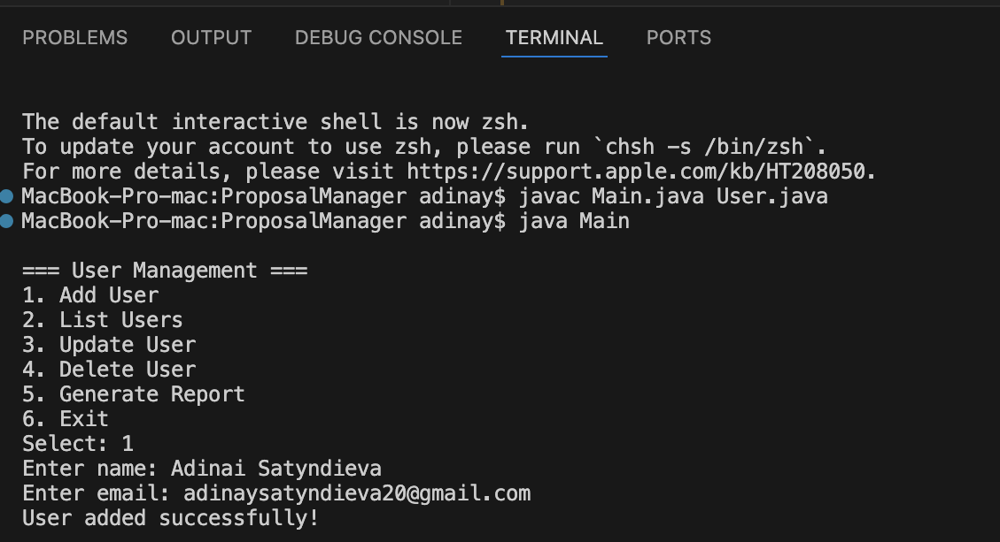 PROBLEMS OUTPUT DEBUG CONSOLE TERMINAL PORTS
The default interactive shell is now zsh.
To update your account to use zsh, please run `chsh -s /bin/zsh`.
For more details, please visit https://support.apple.com/kb/HT208050.
MacBook-Pro-mac:ProposalManager adinay$ javac Main.java User.java
MacBook-Pro-mac:ProposalManager adinay$ java Main
=== User Management ===
1. Add User
2. List Users
3. Update User
4. Delete User
5. Generate Report
6. Exit
Select: 1
Enter name: Adinai Satyndieva
Enter email: adinaysatyndieva20@gmail.com
User added successfully!